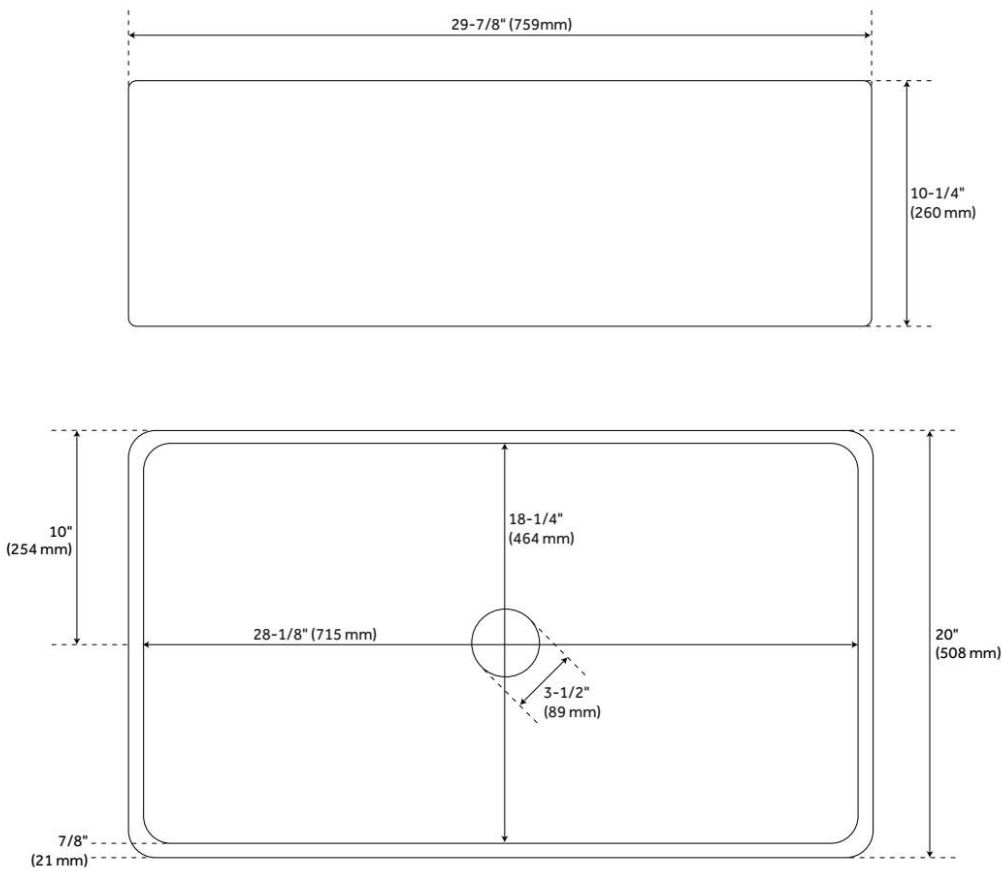 29-7/8" (759mm)
10-1/4"
(260 mm)
10"
(254 mm)
18-1/4"
(464 mm)
28-1/8" (715 mm)
20"
(508 mm)
3-1/2"
(89 mm)
7/8"
(21 mm)